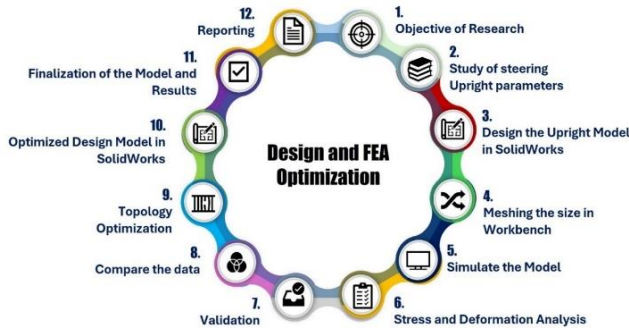 Design and FEA
Optimization
1.
Objective of Research
2.
Study of steering
Upright parameters
3.
Design the Upright Model
in SolidWorks
4.
Meshing the size in
Workbench
5.
Simulate the Model
6.
Stress and Deformation Analysis
7.
Validation
8.
Compare the data
9.
Topology
Optimization
10.
Optimized Design Model in
SolidWorks
11.
Finalization of the Model and
Results
12.
Reporting